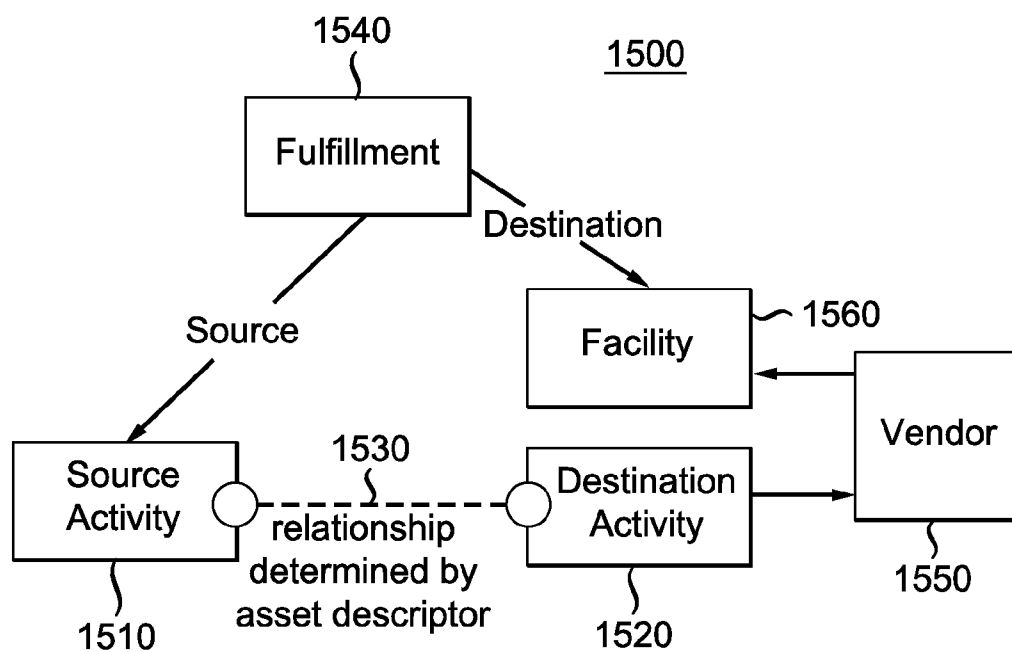 1540
1500
Fulfillment
Destination
Source
Facility
1560
Vendor
Source
Activity
1530
relationship
determined by
asset descriptor
Destination
Activity
1510
1520
1550